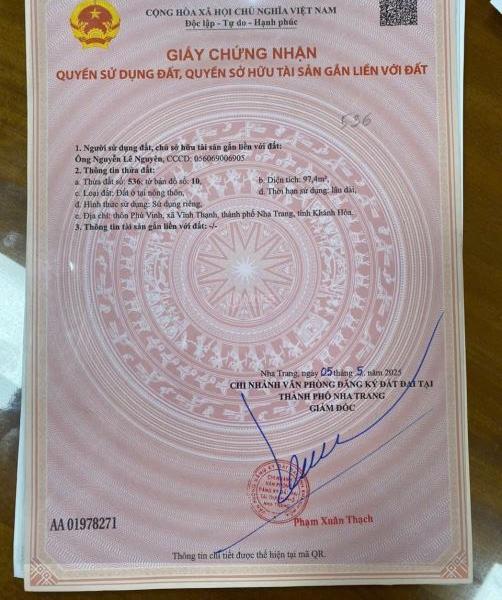 CỘNG HÒA XÃ HỘI CHỦ NGHĨA VIỆT NAM
Độc lập - Tự do - Hạnh phúc
GIẤY CHỨNG NHẬN
QUYỀN SỬ DỤNG ĐẤT, QUYỀN SỞ HỮU TÀI SẢN GẮN LIỀN VỚI ĐẤT
536
1. Người sử dụng đất, chủ sở hữu tài sản gắn liền với đất:
Ông Nguyễn Lê Nguyên, CCCD: 056069006905
2. Thông tin thửa đất:
a. Thửa đất số: 536; tờ bản đồ số: 10, b. Diện tích: 97,4m²,
c. Loại đất: Đất ở tại nông thôn, d. Thời hạn sử dụng: lâu dài,
đ. Hình thức sử dụng: Sử dụng riêng,
e. Địa chỉ: thôn Phú Vinh, xã Vĩnh Thạnh, thành phố Nha Trang, tỉnh Khánh Hòa.
3. Thông tin tài sản gắn liền với đất: -/-
Nha Trang, ngày 05 tháng 5 năm 2025
CHI NHÁNH VĂN PHÒNG ĐĂNG KÝ ĐẤT ĐAI TẠI
THÀNH PHỐ NHA TRANG
GIÁM ĐỐC
CHI NHÁNH
VĂN PHÒNG
Phạm Xuân Thạch
AA 01978271
Thông tin chi tiết được thể hiện tại mã QR.